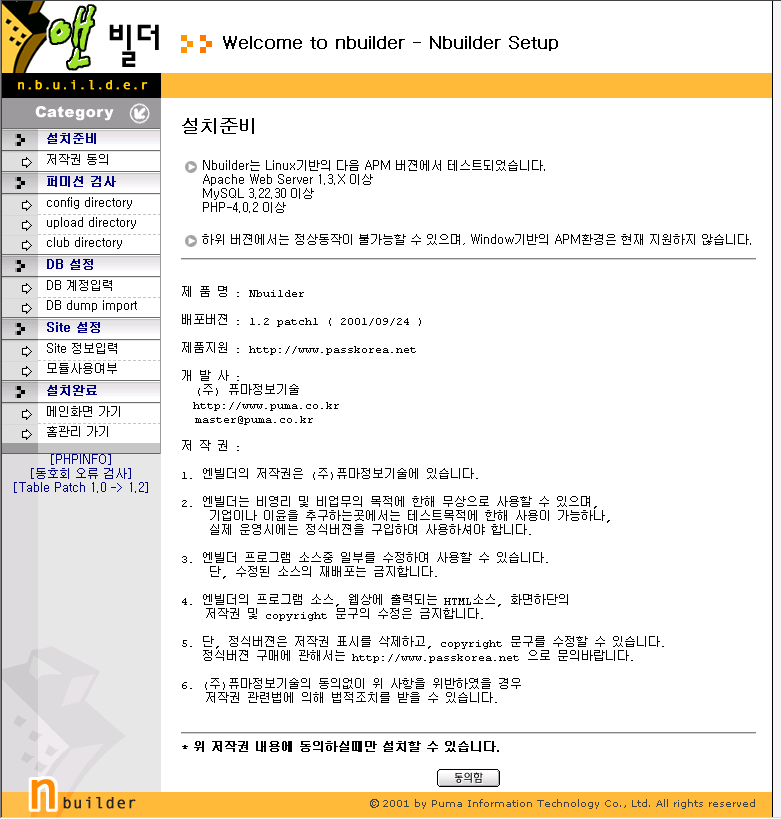 앤빌더
Welcome to nbuilder - Nbuilder Setup
n.b.u.i.l.d.e.r
Category
설치준비
저작권 동의
퍼미션 검사
config directory
upload directory
club directory
DB 설정
DB 계정입력
DB dump import
Site 설정
Site 정보입력
모듈사용여부
설치완료
메인화면 가기
홈관리 가기
[PHPINFO]
[동호회 오류 검사]
[Table Patch 1.0 -> 1.2]
설치준비
Nbuilder는 Linux기반의 다음 APM 버젼에서 테스트되었습니다.
Apache Web Server 1.3.X 이상
MySQL 3.22.30 이상
PHP-4.0.2 이상
하위 버젼에서는 정상동작이 불가능할 수 있으며, Window기반의 APM환경은 현재 지원하지 않습니다.
제 품 명 : Nbuilder
배포버젼 : 1.2 patch1 ( 2001/09/24 )
제품지원 : http://www.passkorea.net
개 발 사 :
(주) 퓨마정보기술
http://www.puma.co.kr
master@puma.co.kr
저 작 권 :
1. 엔빌더의 저작권은 (주)퓨마정보기술에 있습니다.
2. 엔빌더는 비영리 및 비업무의 목적에 한해 무상으로 사용할 수 있으며,
기업이나 이윤을 추구하는곳에서는 테스트목적에 한해 사용이 가능하나,
실제 운영시에는 정식버젼을 구입하여 사용하셔야 합니다.
3. 엔빌더 프로그램 소스중 일부를 수정하여 사용할 수 있습니다.
단, 수정된 소스의 재배포는 금지합니다.
4. 엔빌더의 프로그램 소스, 웹상에 출력되는 HTML소스, 화면하단의
저작권 및 copyright 문구의 수정은 금지합니다.
5. 단, 정식버젼은 저작권 표시를 삭제하고, copyright 문구를 수정할 수 있습니다.
정식버젼 구매에 관해서는 http://www.passkorea.net 으로 문의바랍니다.
6. (주)퓨마정보기술의 동의없이 위 사항을 위반하였을 경우
저작권 관련법에 의해 법적조치를 받을 수 있습니다.
* 위 저작권 내용에 동의하실때만 설치할 수 있습니다.
동의함
nbuilder
© 2001 by Puma Information Technology Co., Ltd. All rights reserved